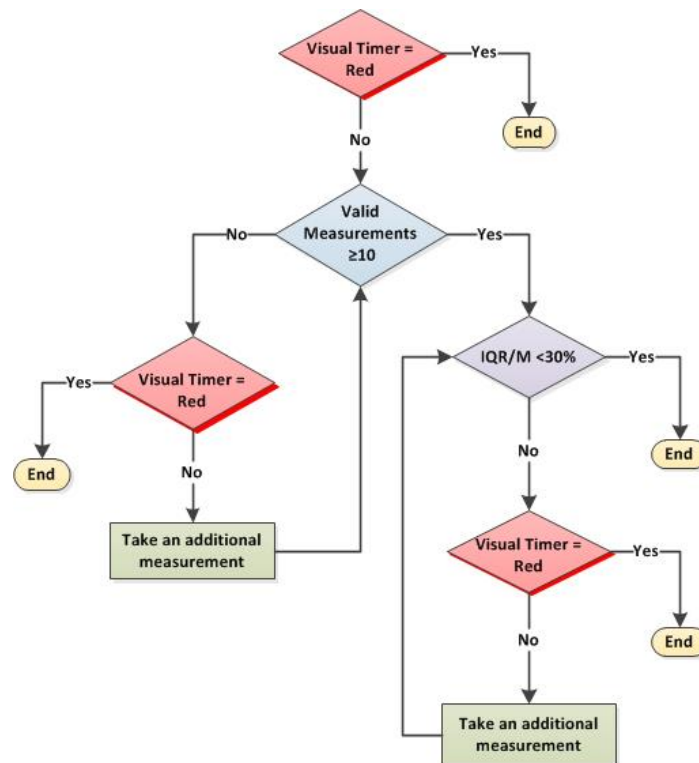 Visual Timer =
Red
Yes
End
No
Valid
Measurements
≥10
No
Yes
Visual Timer =
Red
Yes
End
No
Take an additional
measurement
IQR/M <30%
Yes
End
No
Visual Timer =
Red
Yes
End
No
Take an additional
measurement